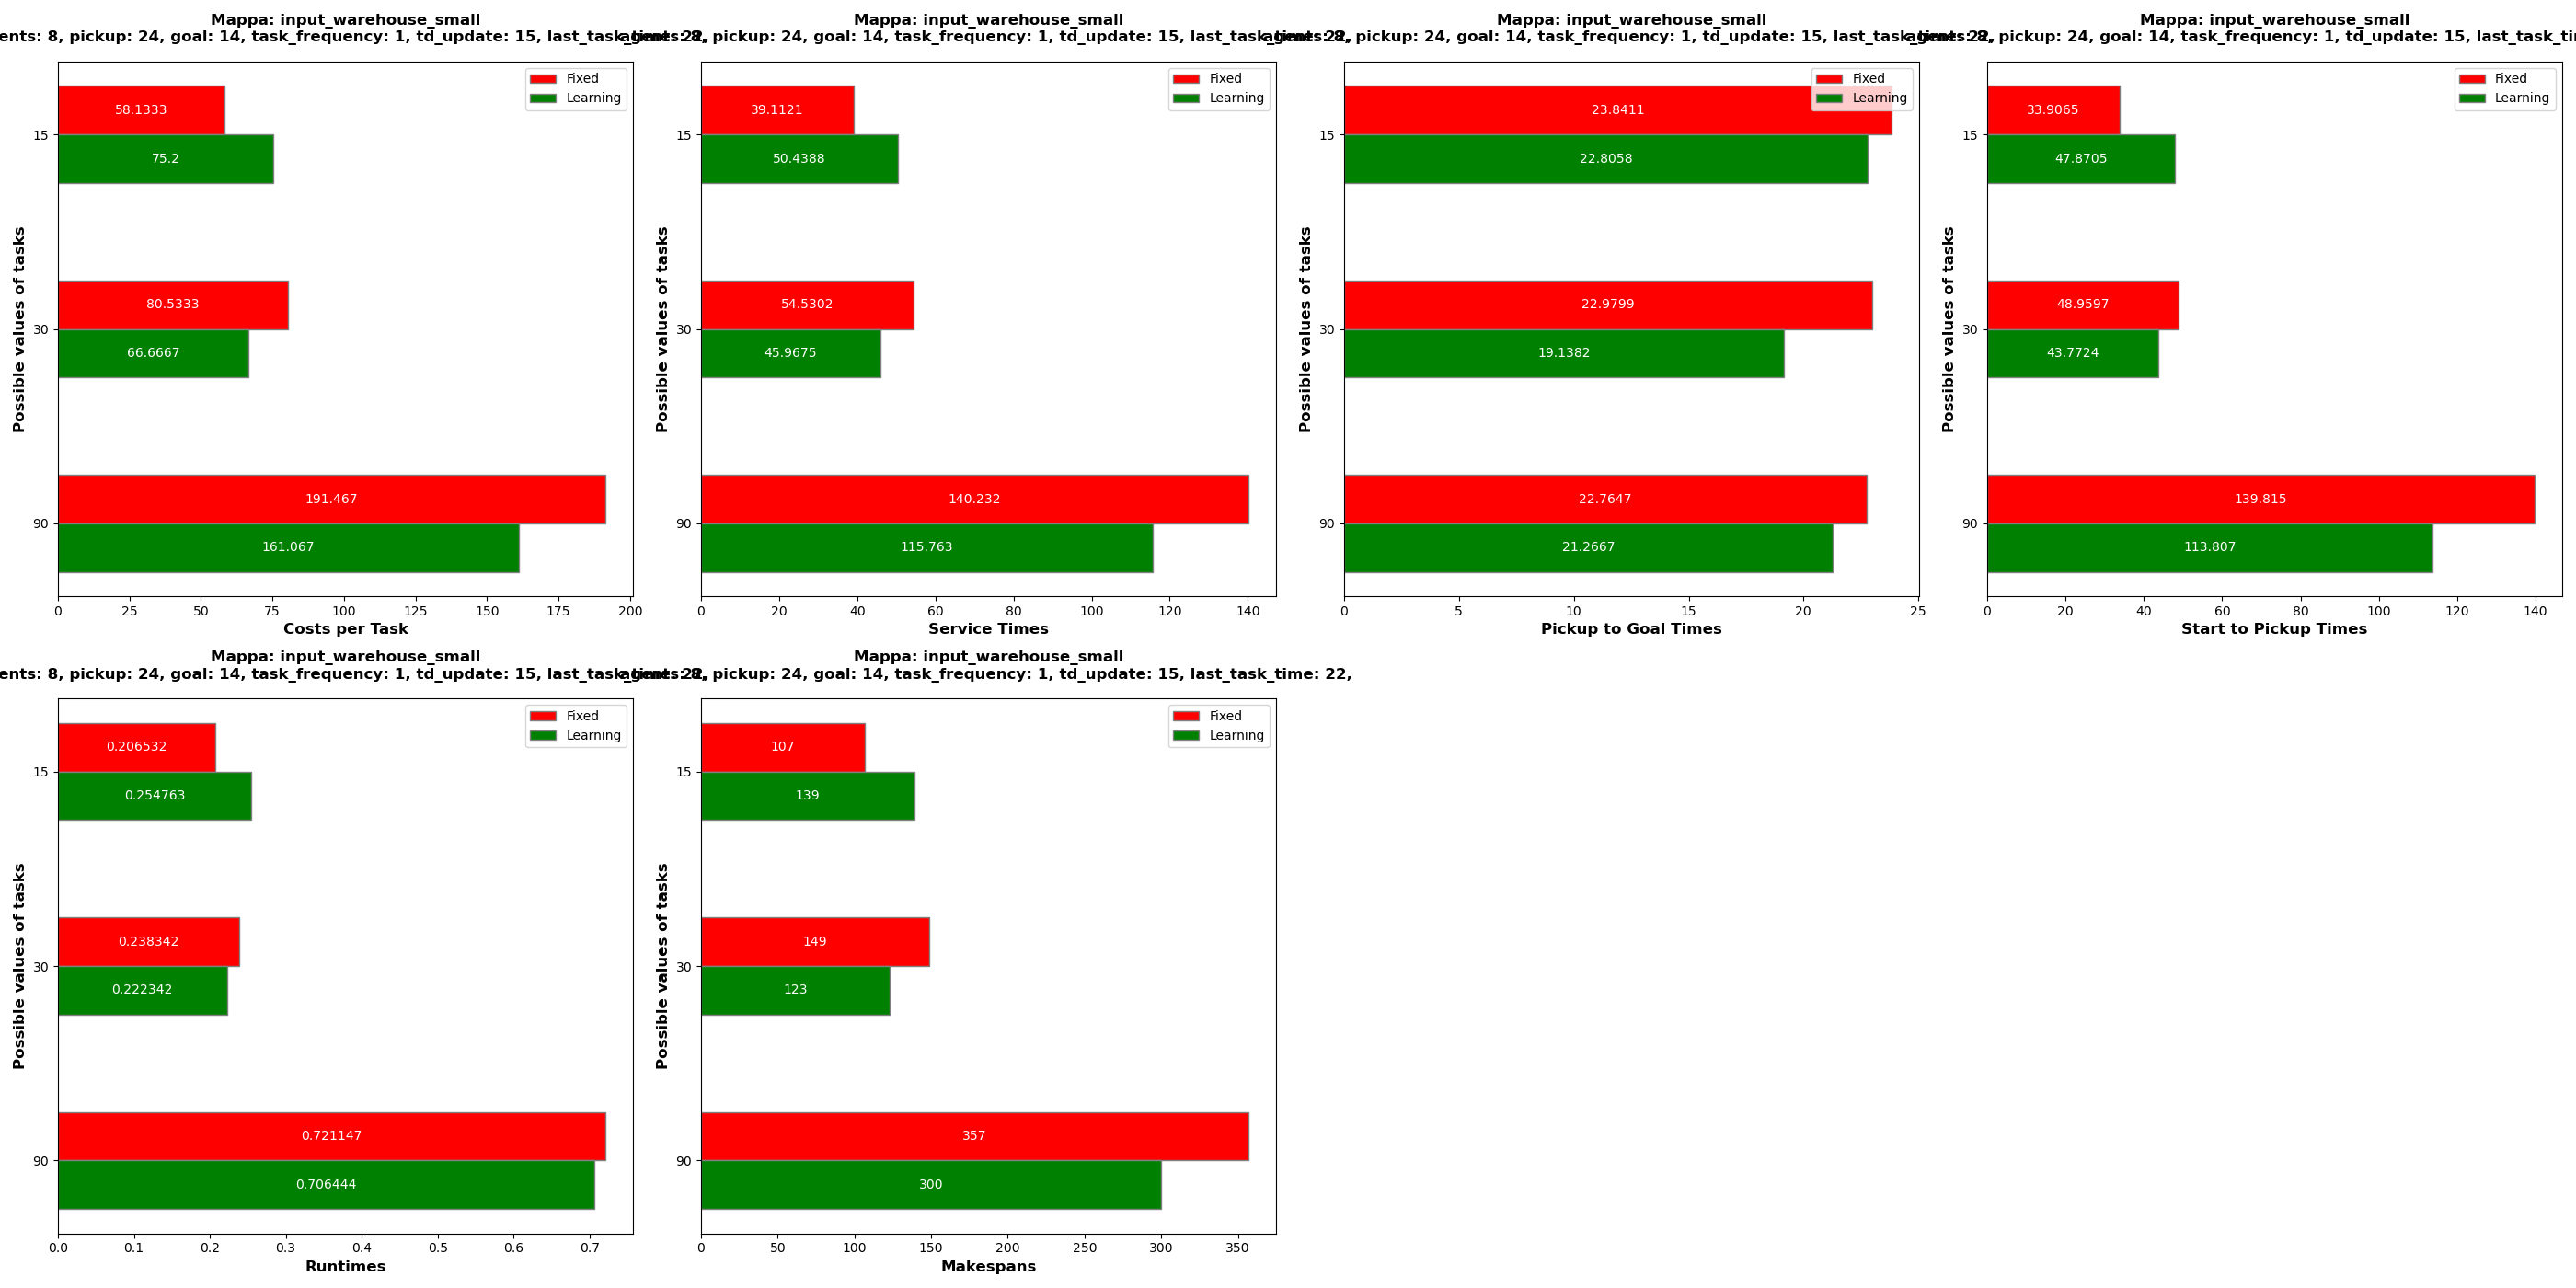 Mappa: input_warehouse_small
ents: 8, pickup: 24, goal: 14, task_frequency: 1, td_update: 15, last_task_time: 22,
Fixed
Learning
58.1333
75.2
80.5333
66.6667
191.467
161.067
15
30
90
Possible values of tasks
0 25 50 75 100 125 150 175 200
Costs per Task
Mappa: input_warehouse_small
agents: 8, pickup: 24, goal: 14, task_frequency: 1, td_update: 15, last_task_time: 22,
Fixed
Learning
39.1121
50.4388
54.5302
45.9675
140.232
115.763
15
30
90
Possible values of tasks
0 20 40 60 80 100 120 140
Service Times
Mappa: input_warehouse_small
agents: 8, pickup: 24, goal: 14, task_frequency: 1, td_update: 15, last_task_time: 22,
Fixed
Learning
23.8411
22.8058
22.9799
19.1382
22.7647
21.2667
15
30
90
Possible values of tasks
0 5 10 15 20 25
Pickup to Goal Times
Mappa: input_warehouse_small
agents: 8, pickup: 24, goal: 14, task_frequency: 1, td_update: 15, last_task_tir
Fixed
Learning
33.9065
47.8705
48.9597
43.7724
139.815
113.807
15
30
90
Possible values of tasks
0 20 40 60 80 100 120 140
Start to Pickup Times
Mappa: input_warehouse_small
ents: 8, pickup: 24, goal: 14, task_frequency: 1, td_update: 15, last_task_time: 22,
Fixed
Learning
0.206532
0.254763
0.238342
0.222342
0.721147
0.706444
15
30
90
Possible values of tasks
0.0 0.1 0.2 0.3 0.4 0.5 0.6 0.7
Runtimes
Mappa: input_warehouse_small
agents: 8, pickup: 24, goal: 14, task_frequency: 1, td_update: 15, last_task_time: 22,
Fixed
Learning
107
139
149
123
357
300
15
30
90
Possible values of tasks
0 50 100 150 200 250 300 350
Makespans